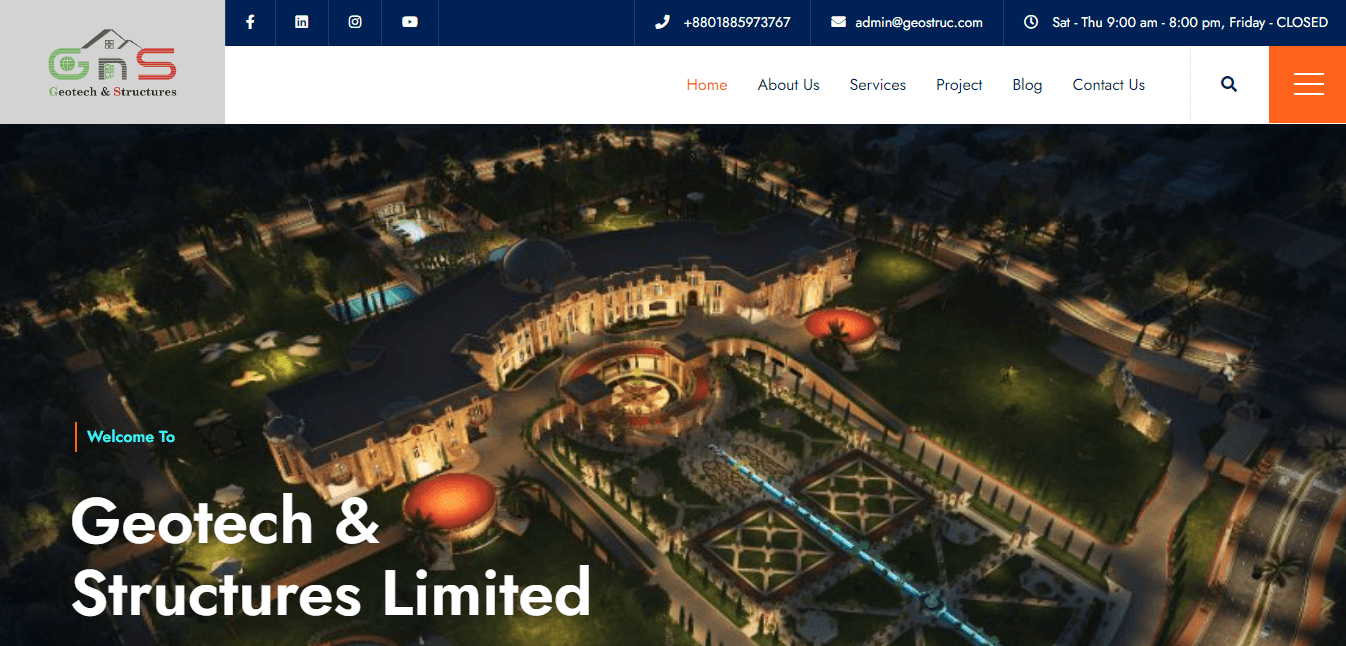 GnS
Geotech & Structures
+8801885973767
admin@geostruc.com
Sat - Thu 9:00 am - 8:00 pm, Friday - CLOSED
Home
About Us
Services
Project
Blog
Contact Us
Welcome To
Geotech &
Structures Limited